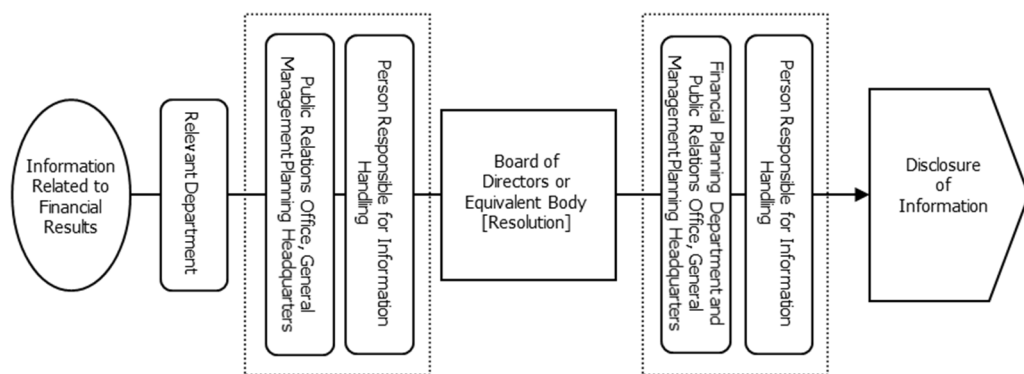 Information
Related to
Financial
Results
Relevant Department
Public Relations Office, General
Management Planning Headquarters
Person Responsible for Information
Handling
Board of
Directors or
Equivalent Body
[Resolution]
Financial Planning Department and
Public Relations Office, General
Management Planning Headquarters
Person Responsible for Information
Handling
Disclosure
of
Information